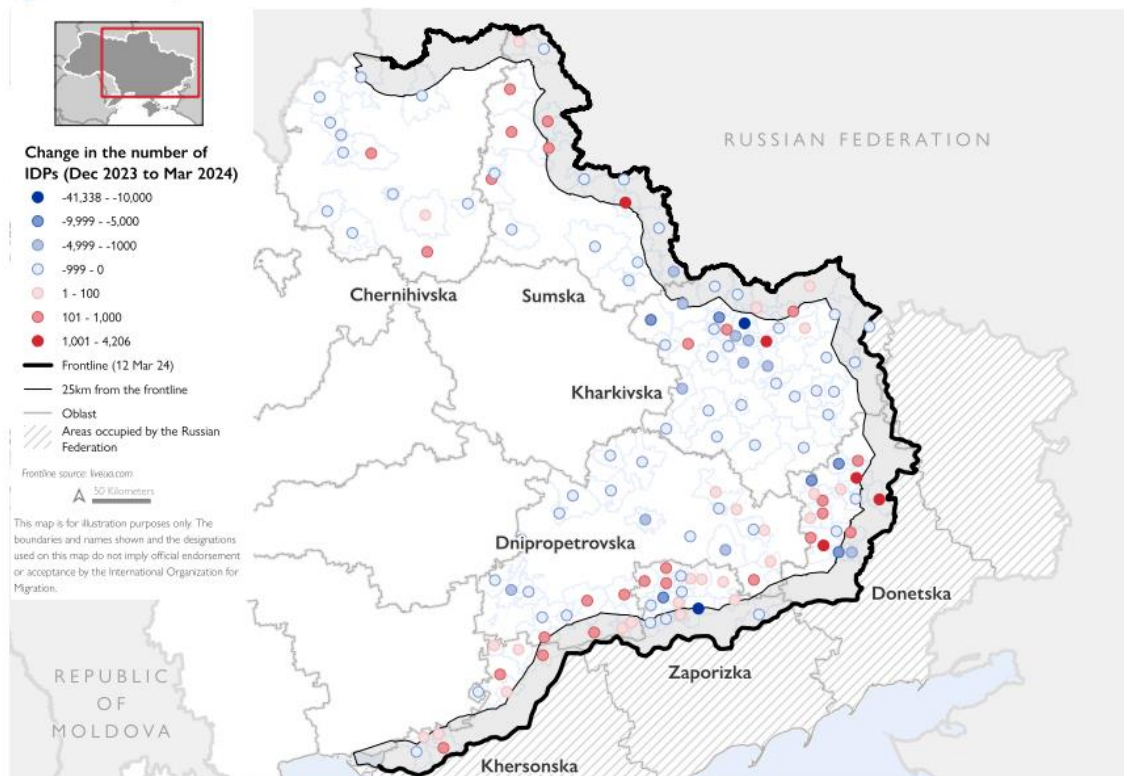 Change in the number of
IDPs (Dec 2023 to Mar 2024)
-41,338 - -10,000
-9,999 - -5,000
-4,999 - -1000
-999 - 0
1 - 100
101 - 1,000
1,001 - 4,206
Frontline (12 Mar 24)
25km from the frontline
Oblast
Areas occupied by the Russian
Federation
Frontline source: liveua.com
50 Kilometers
This map is for illustration purposes only. The
boundaries and names shown and the designations
used on this map do not imply official endorsement
or acceptance by the International Organization for
Migration.
RUSSIAN FEDERATION
Chernihivska
Sumska
Kharkivska
Dnipropetrovska
Donetska
Zaporizka
REPUBLIC
OF
MOLDOVA
Khersonska